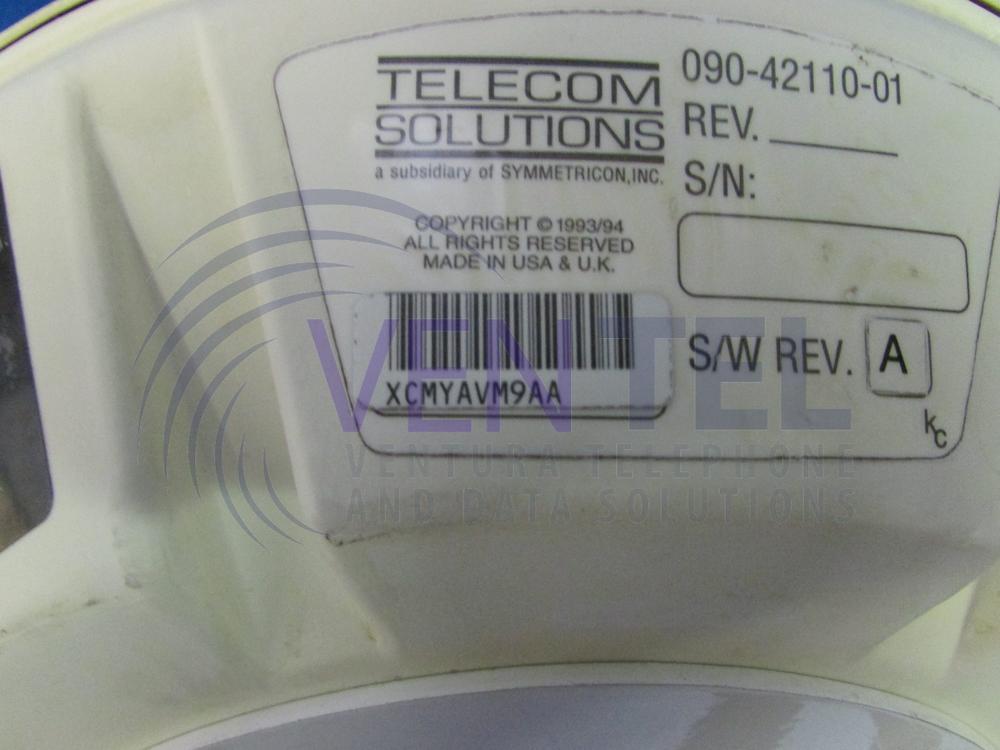 TELECOM
SOLUTIONS
a subsidiary of SYMMETRICON, INC.
COPYRIGHT © 1993/94
ALL RIGHTS RESERVED
MADE IN USA & U.K.
XCMYAVM9AA
090-42110-01
REV.
S/N:
S/W REV. A
kc
VENTEL
VENTURA TELEPHONE
AND DATA SOLUTIONS